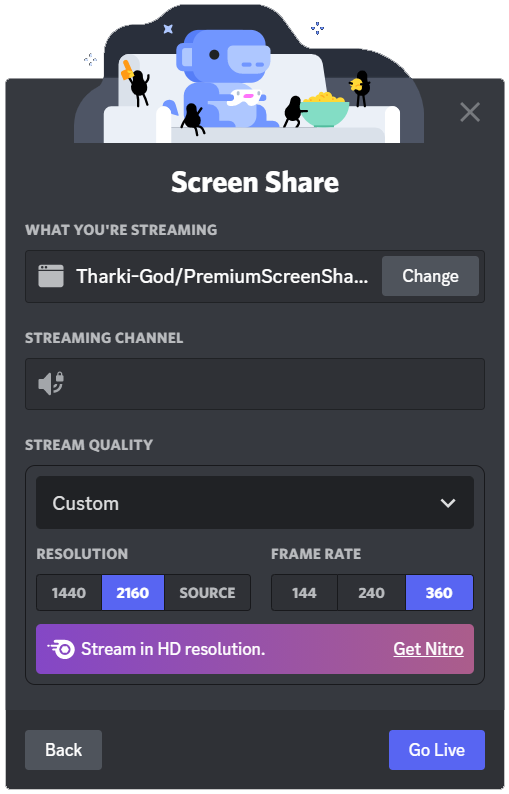 Screen Share
WHAT YOU'RE STREAMING
Tharki-God/PremiumScreenSha... Change
STREAMING CHANNEL
STREAM QUALITY
Custom
RESOLUTION FRAME RATE
1440 2160 SOURCE 144 240 360
Stream in HD resolution. Get Nitro
Back Go Live